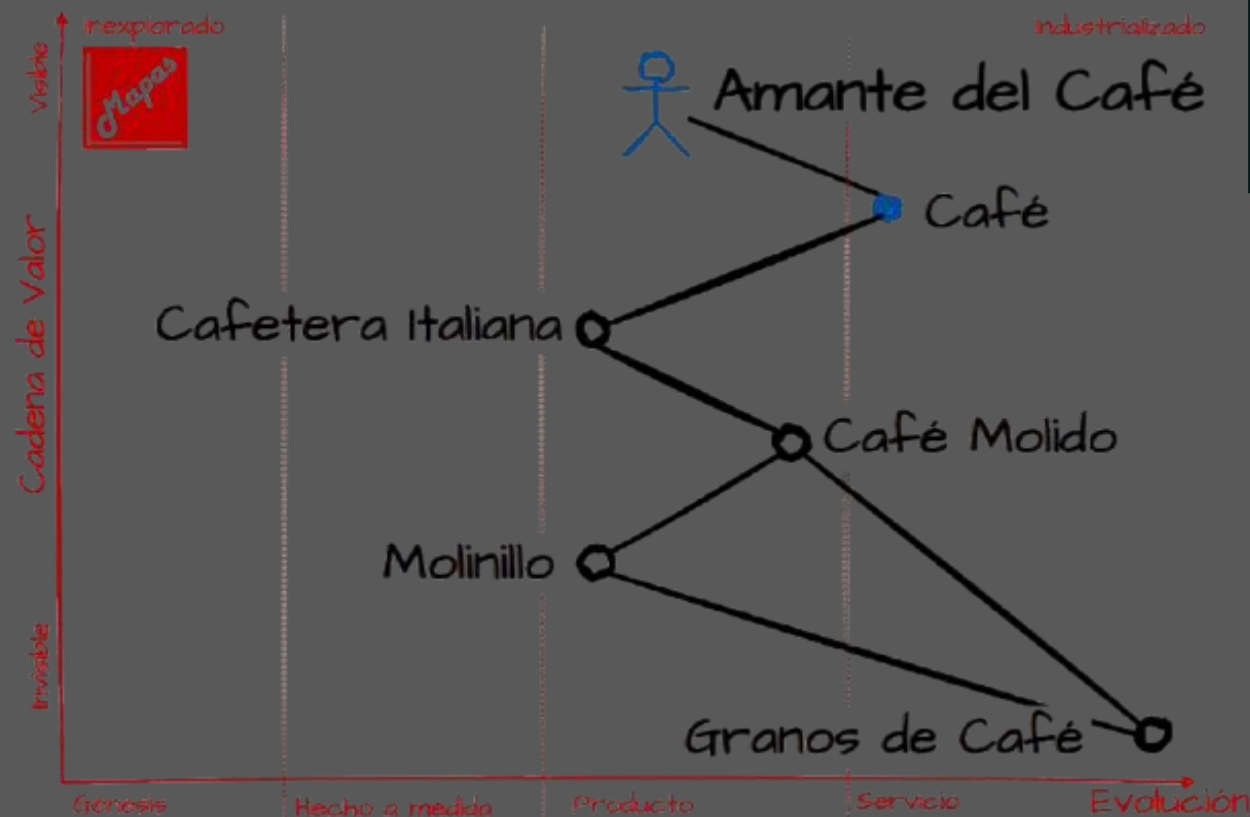 Inexplorado
Industrializado
Visible
Mapas
Amante del Café
Café
Cadena de Valor
Cafetera Italiana
Café Molido
Molinillo
Invisible
Granos de Café
Génesis
Hecho a medida
Producto
Servicio
Evolución